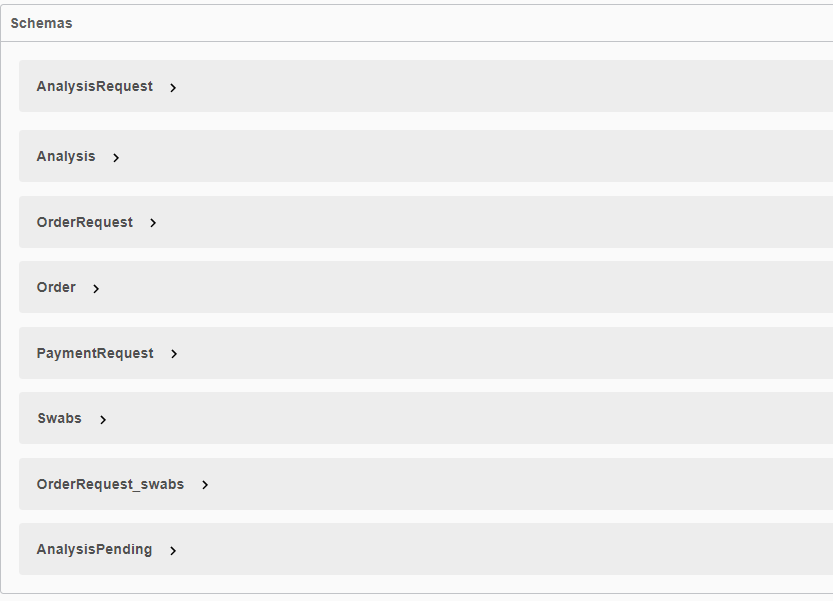 Schemas
AnalysisRequest
Analysis
OrderRequest
Order
PaymentRequest
Swabs
OrderRequest_swabs
AnalysisPending